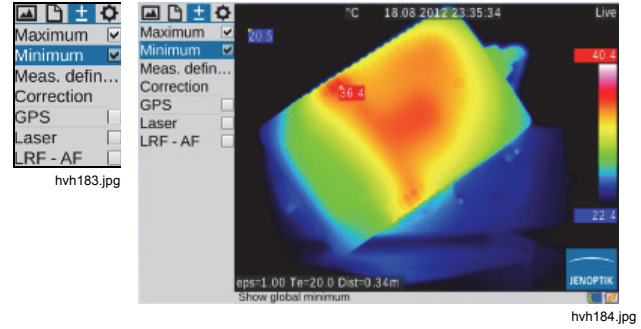 Maximum
Minimum
Meas. defin...
Correction
GPS
Laser
LRF - AF
hvh183.jpg
Maximum
Minimum
Meas. defin...
Correction
GPS
Laser
LRF - AF
°C 18.08.2012 23:35:34 Live
20.5
40.4
36.4
22.4
JENOPTIK
eps=1.00 Te=20.0 Dist=0.34m
Show global minimum
hvh184.jpg